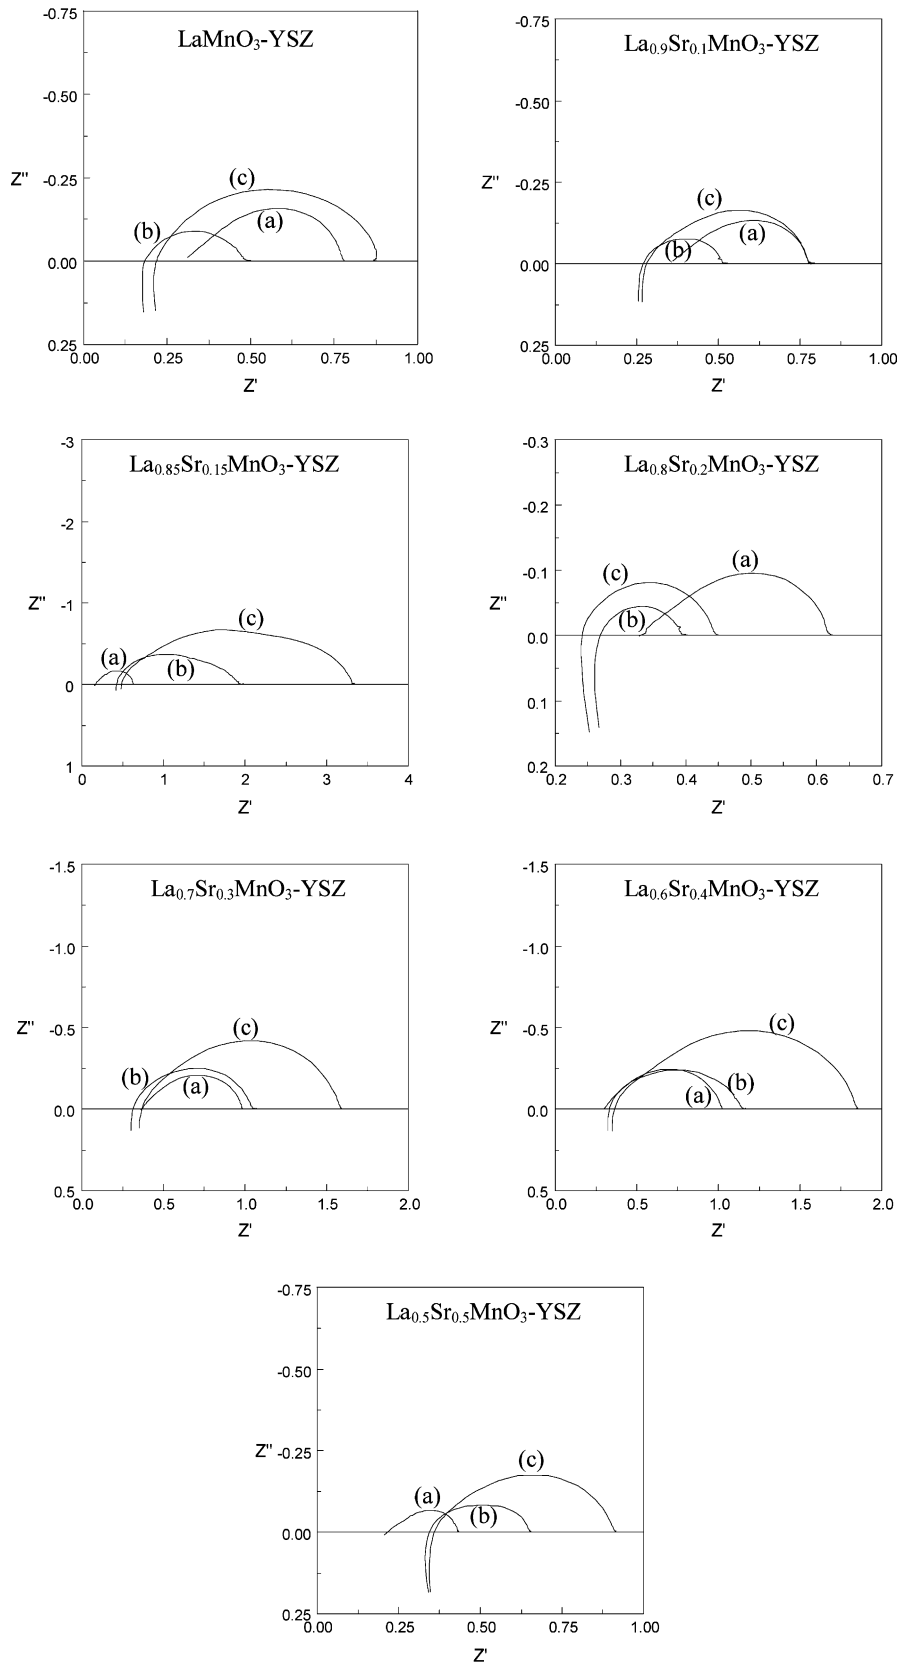 LaMnO₃-YSZ
-0.75
-0.50
-0.25
0.00
0.25
Z''
(a)
(b)
(c)
0.00 0.25 0.50 0.75 1.00
Z'
La₀.₉Sr₀.₁MnO₃-YSZ
-0.75
-0.50
-0.25
0.00
0.25
Z''
(c)
(a)
(b)
0.00 0.25 0.50 0.75 1.00
Z'
La₀.₈₅Sr₀.₁₅MnO₃-YSZ
-3
-2
-1
0
1
Z''
(a)
(b)
(c)
0 1 2 3 4
Z'
La₀.₈Sr₀.₂MnO₃-YSZ
-0.3
-0.2
-0.1
0.0
0.1
0.2
Z''
(a)
(c)
(b)
0.2 0.3 0.4 0.5 0.6 0.7
Z'
La₀.₇Sr₀.₃MnO₃-YSZ
-1.5
-1.0
-0.5
0.0
0.5
Z''
(c)
(b)
(a)
0.0 0.5 1.0 1.5 2.0
Z'
La₀.₆Sr₀.₄MnO₃-YSZ
-1.5
-1.0
-0.5
0.0
0.5
Z''
(c)
(b)
(a)
0.0 0.5 1.0 1.5 2.0
Z'
La₀.₅Sr₀.₅MnO₃-YSZ
-0.75
-0.50
-0.25
0.00
0.25
Z''
(c)
(a)
(b)
0.00 0.25 0.50 0.75 1.00
Z'